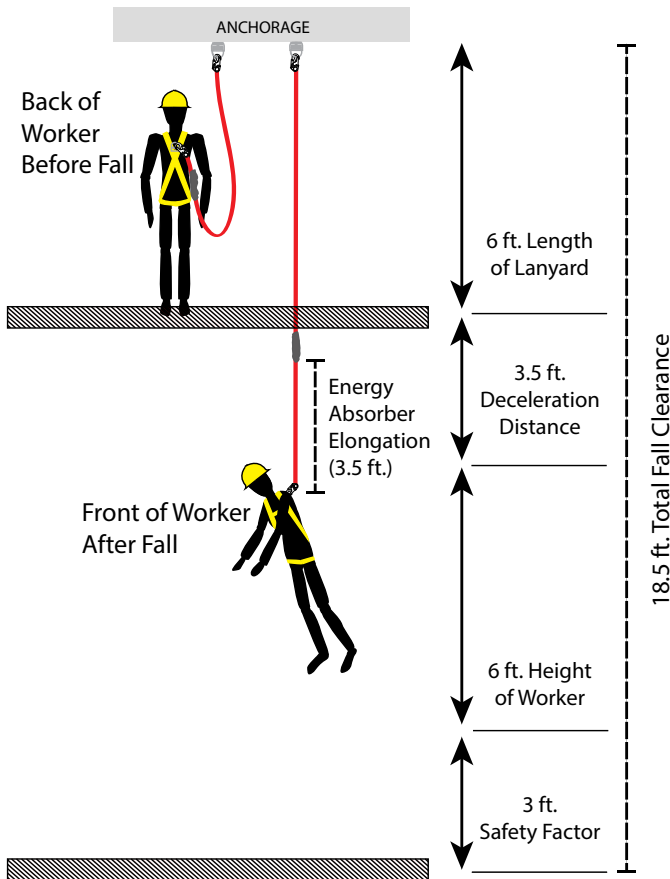 ANCHORAGE
Back of
Worker
Before Fall
6 ft. Length
of Lanyard
3.5 ft.
Deceleration
Distance
Energy
Absorber
Elongation
(3.5 ft.)
Front of Worker
After Fall
6 ft. Height
of Worker
3 ft.
Safety Factor
18.5 ft. Total Fall Clearance